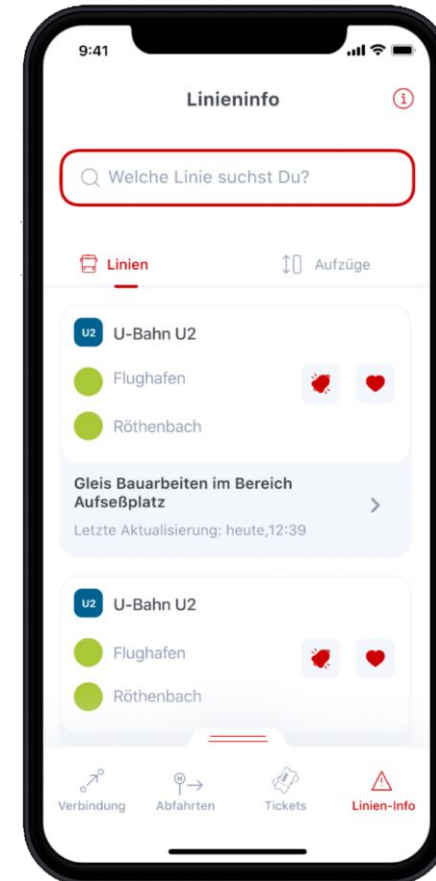 9:41
Linieninfo
Welche Linie suchst Du?
Linien
Aufzüge
U2 U-Bahn U2
Flughafen
Röthenbach
Gleis Bauarbeiten im Bereich
Aufseßplatz
Letzte Aktualisierung: heute,12:39
U2 U-Bahn U2
Flughafen
Röthenbach
Verbindung
Abfahrten
Tickets
Linien-Info